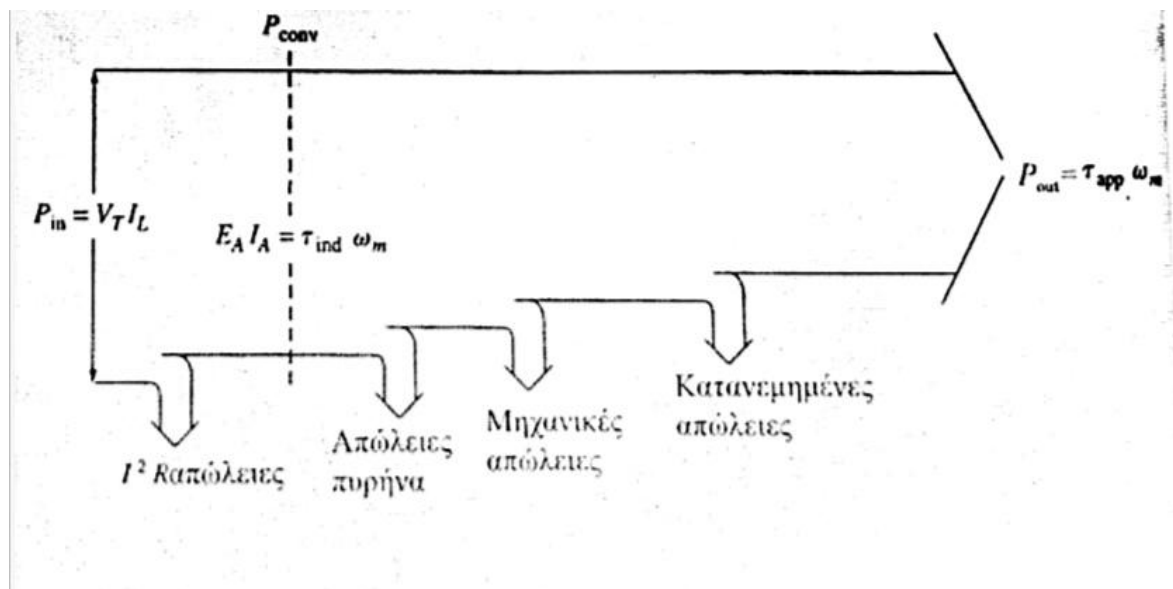 P_conv
P_in = V_T I_L
E_A I_A = τ_ind ω_m
P_out = τ_app ω_m
I² R απώλειες
Απώλειες
πυρήνα
Μηχανικές
απώλειες
Κατανεμημένες
απώλειες